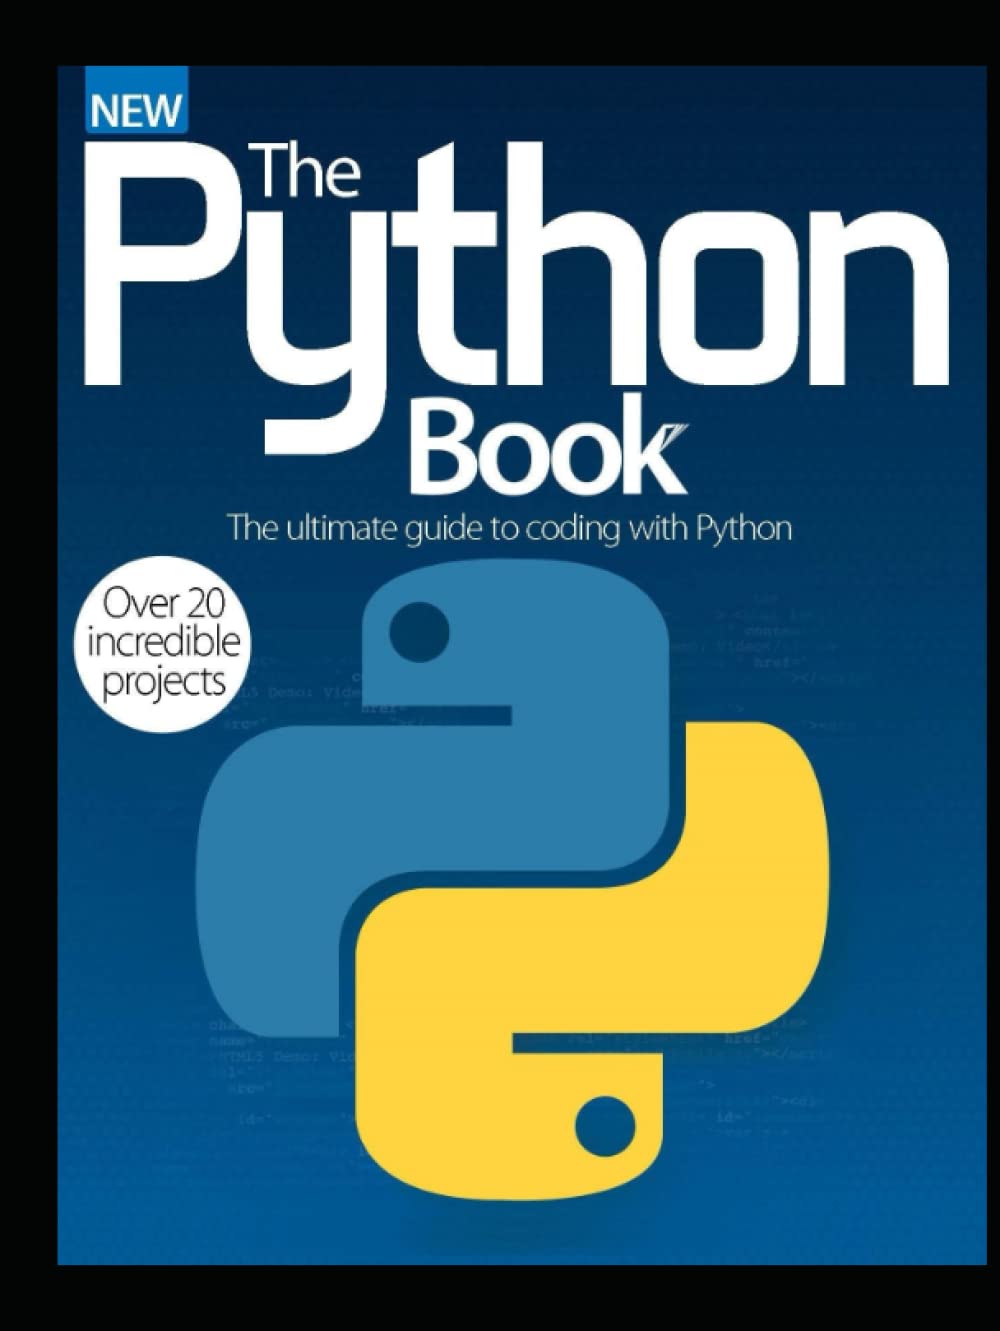 NEW
The
Python
Book
The ultimate guide to coding with Python
Over 20
incredible
projects